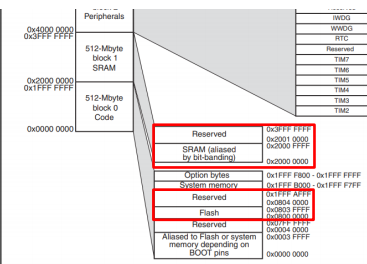 Peripherals
IWDG
WWDG
RTC
Reserved
TIM7
TIM6
TIM5
TIM4
TIM3
TIM2
0x4000 0000
0x3FFF FFFF
512-Mbyte
block 1
SRAM
0x2000 0000
0x1FFF FFFF
512-Mbyte
block 0
Code
0x0000 0000
Reserved
0x3FFF FFFF
0x2001 0000
0x2000 FFFF
SRAM (aliased
by bit-banding)
0x2000 0000
Option bytes
0x1FFF F800 - 0x1FFF FFFF
System memory
0x1FFF B000 - 0x1FFF F7FF
Reserved
0x1FFF AFFF
0x0804 0000
0x0803 FFFF
Flash
0x0800 0000
0x07FF FFFF
Reserved
0x0004 0000
0x0003 FFFF
Aliased to Flash or system
memory depending on
BOOT pins
0x0000 0000